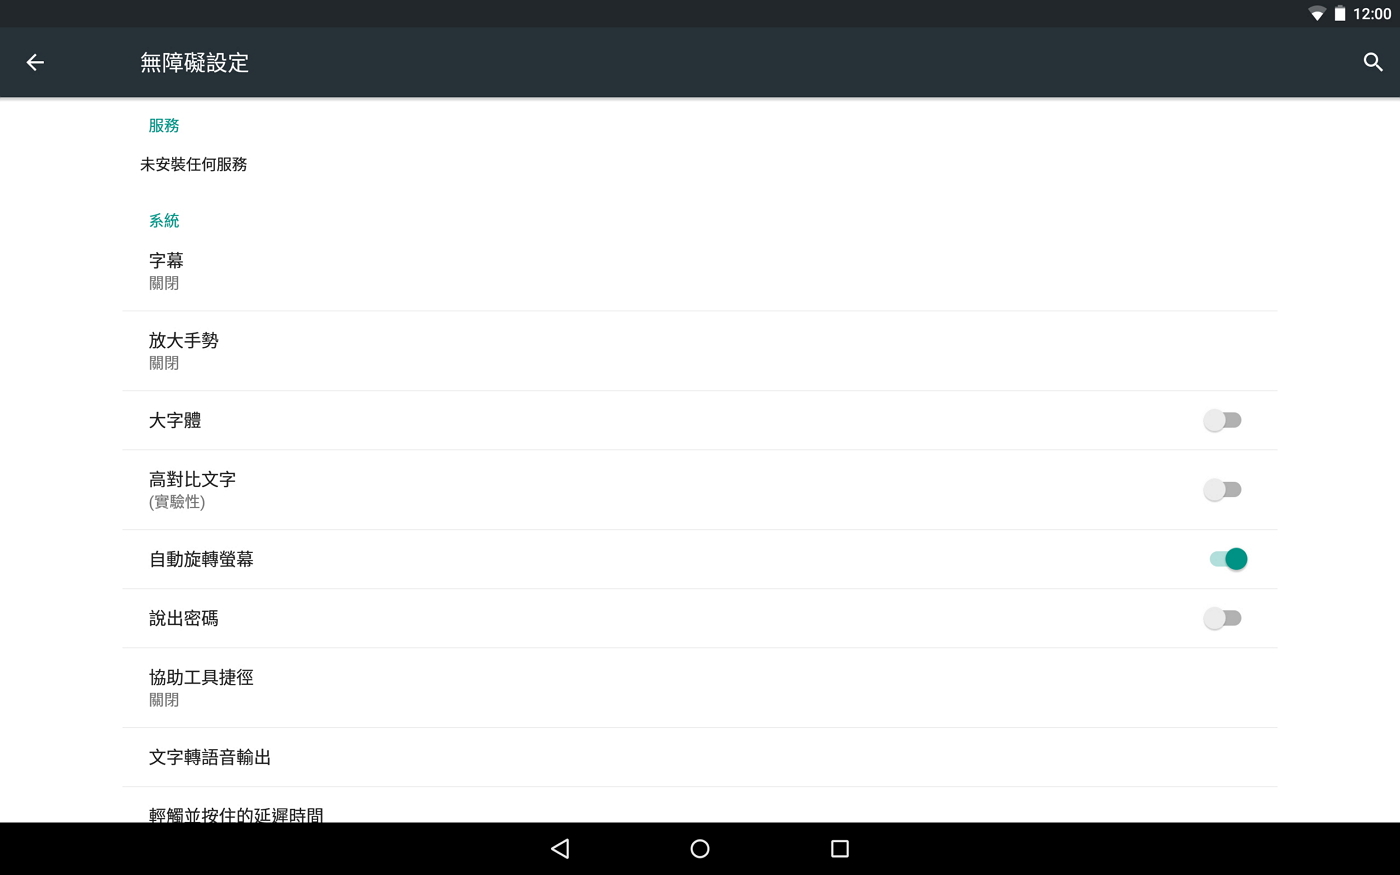 12:00
無障礙設定
服務
未安裝任何服務
系統
字幕
關閉
放大手勢
關閉
大字體
高對比文字
(實驗性)
自動旋轉螢幕
說出密碼
協助工具捷徑
關閉
文字轉語音輸出
輕觸並按住的延遲時間